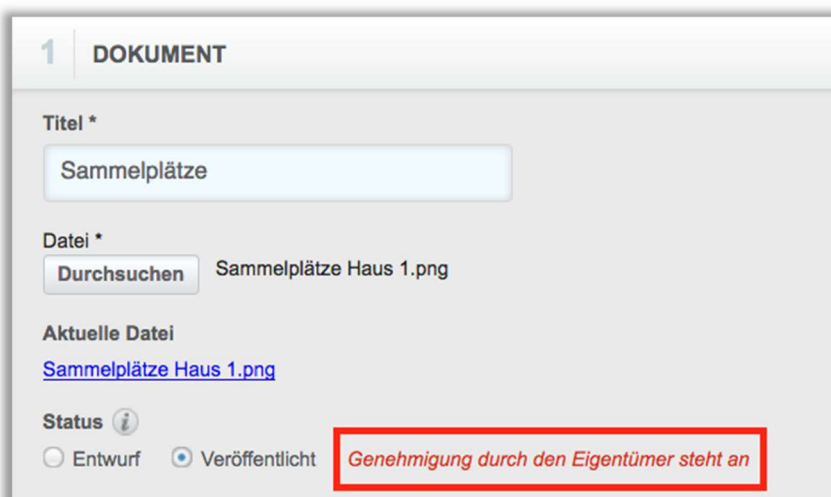 1 DOKUMENT
Titel *
Sammelplätze
Datei *
Durchsuchen Sammelplätze Haus 1.png
Aktuelle Datei
Sammelplätze Haus 1.png
Status i
Entwurf Veröffentlicht Genehmigung durch den Eigentümer steht an